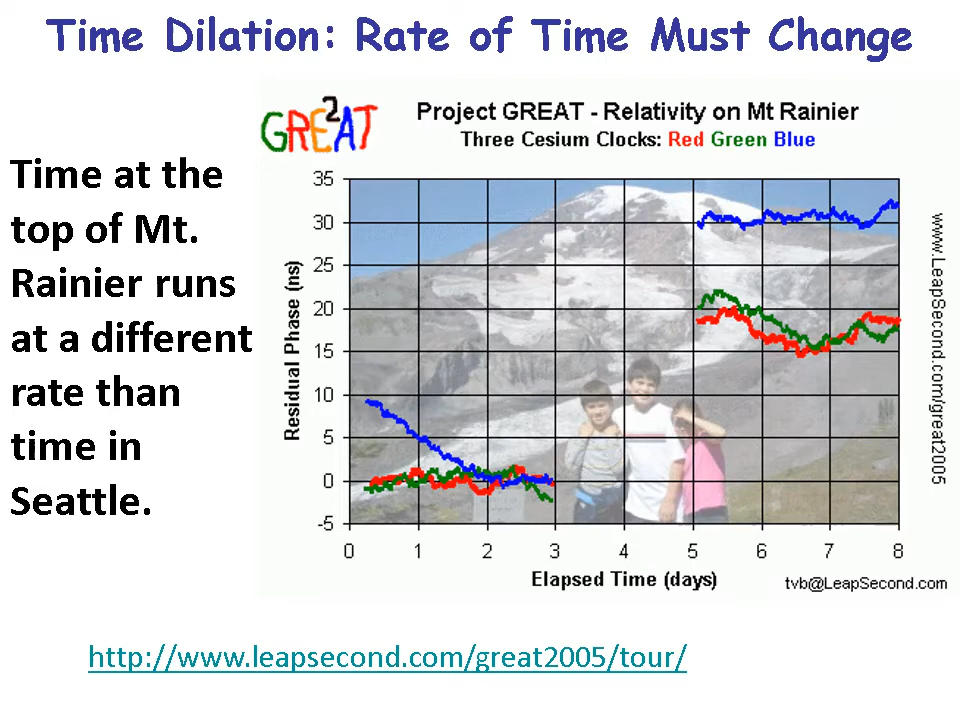 Time Dilation: Rate of Time Must Change
Time at the
top of Mt.
Rainier runs
at a different
rate than
time in
Seattle.
GRE²AT
Project GREAT - Relativity on Mt Rainier
Three Cesium Clocks: Red Green Blue
Residual Phase (ns)
35
30
25
20
15
10
5
0
-5
0 1 2 3 4 5 6 7 8
Elapsed Time (days)
tvb@LeapSecond.com
www.LeapSecond.com/great2005
http://www.leapsecond.com/great2005/tour/